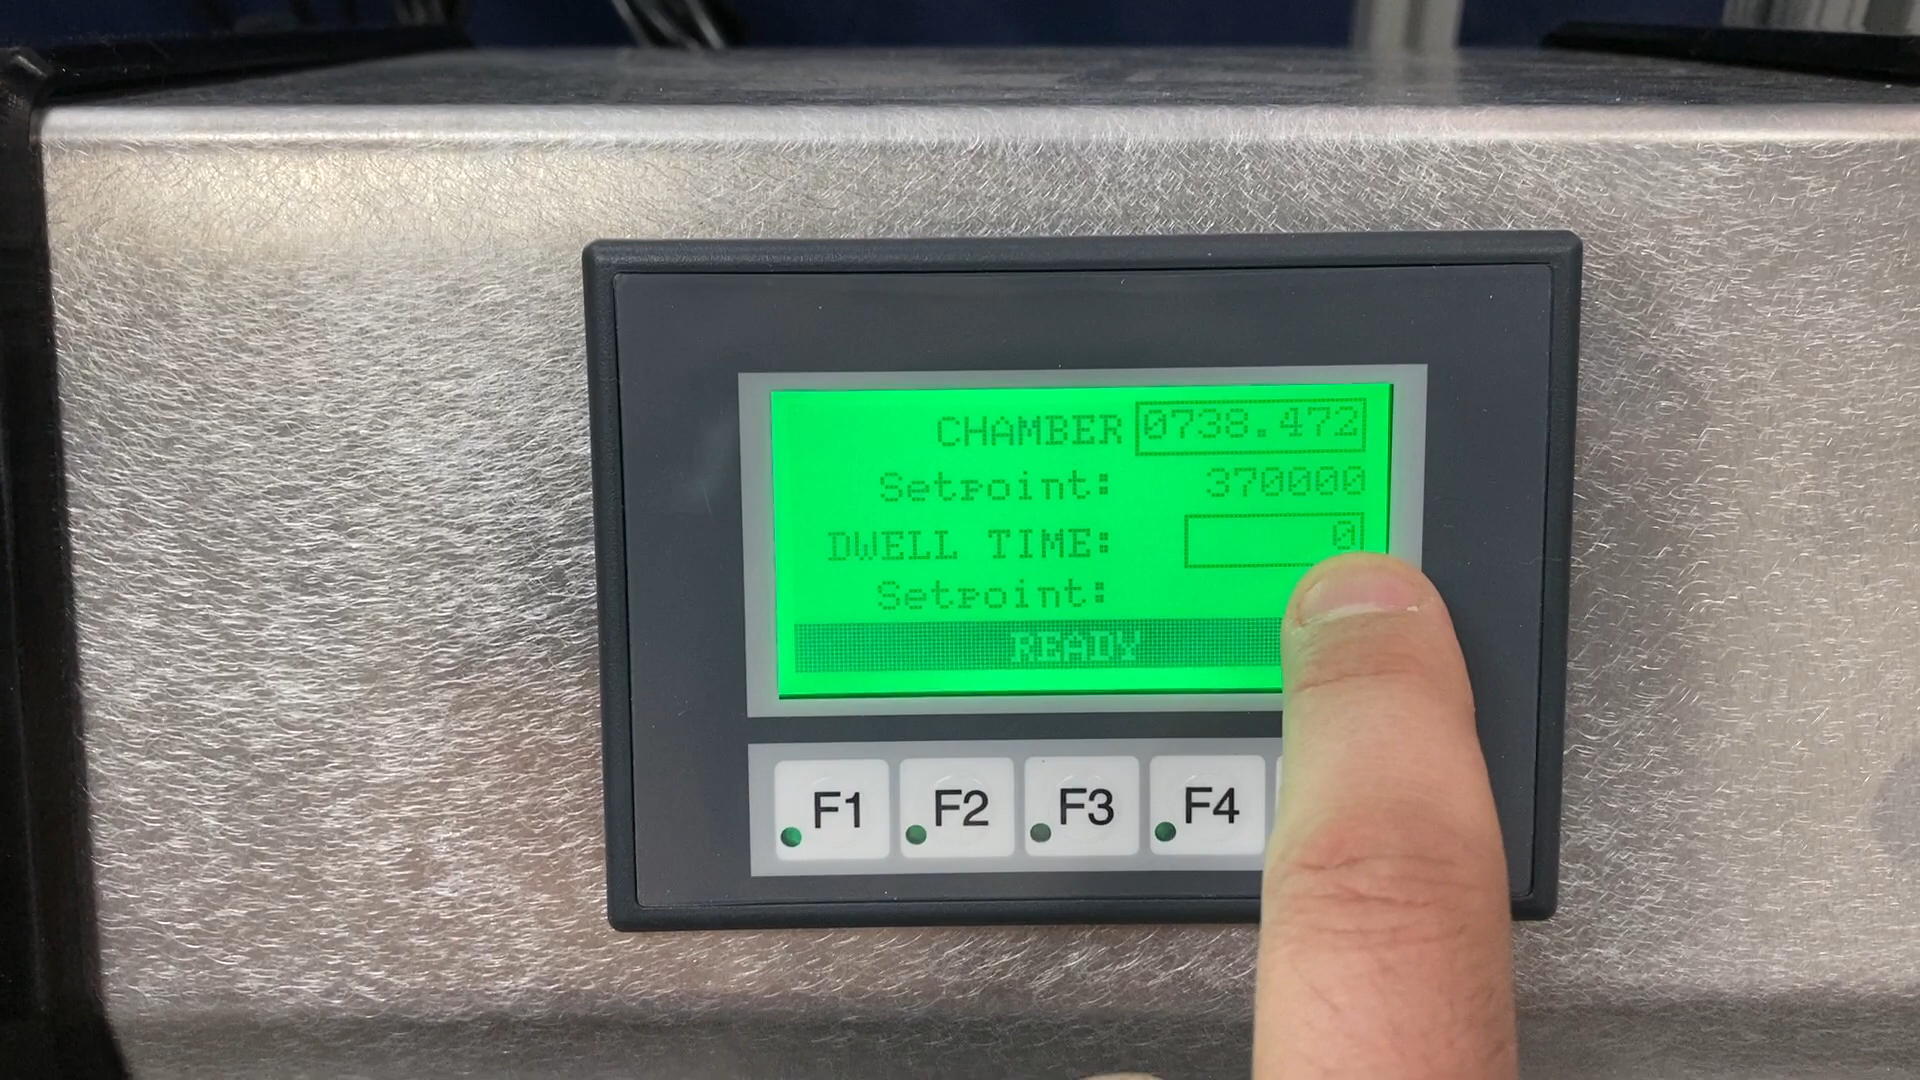 CHAMBER 0738.472
Setpoint: 370000
DWELL TIME: 0
Setpoint:
READY
F1 F2 F3 F4